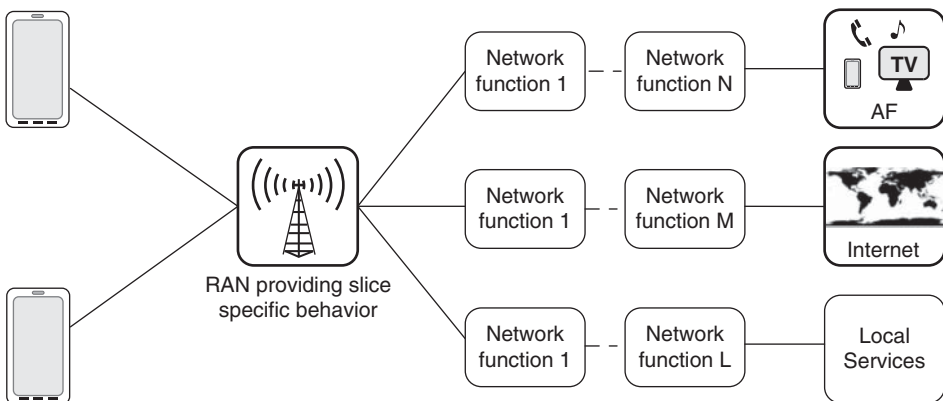 Network
function 1
Network
function N
TV
AF
Network
function 1
Network
function M
Internet
RAN providing slice
specific behavior
Network
function 1
Network
function L
Local
Services